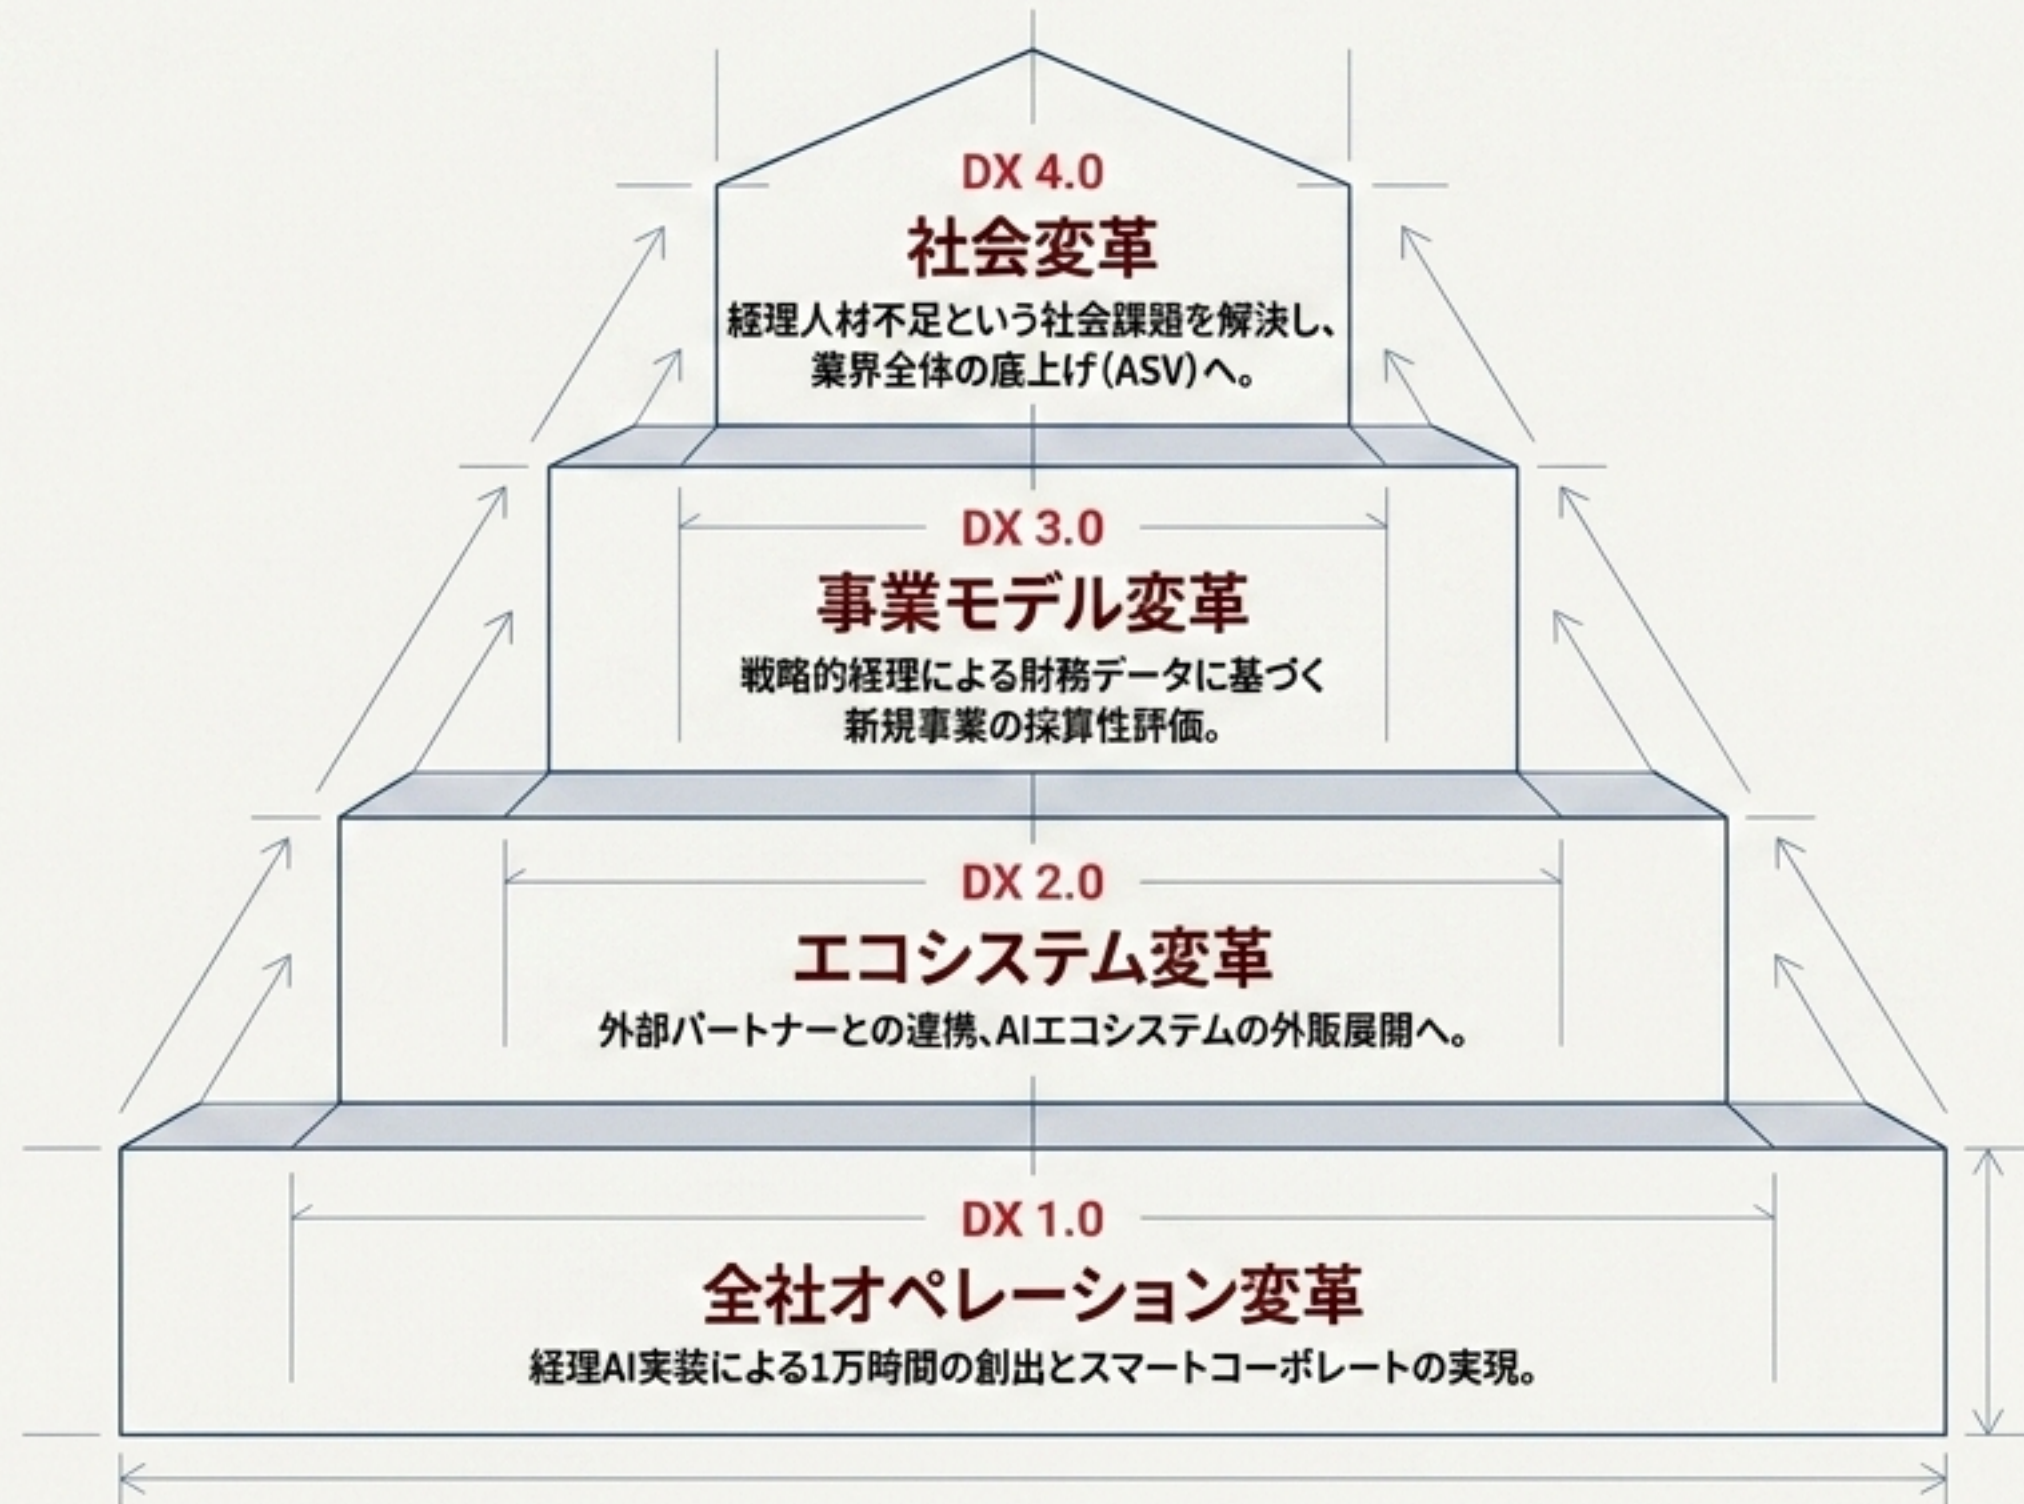 DX 4.0
社会変革
経理人材不足という社会課題を解決し、
業界全体の底上げ(ASV)へ。
DX 3.0
事業モデル変革
戦略的経理による財務データに基づく
新規事業の採算性評価。
DX 2.0
エコシステム変革
外部パートナーとの連携、AIエコシステムの外販展開へ。
DX 1.0
全社オペレーション変革
経理AI実装による1万時間の創出とスマートコーポレートの実現。